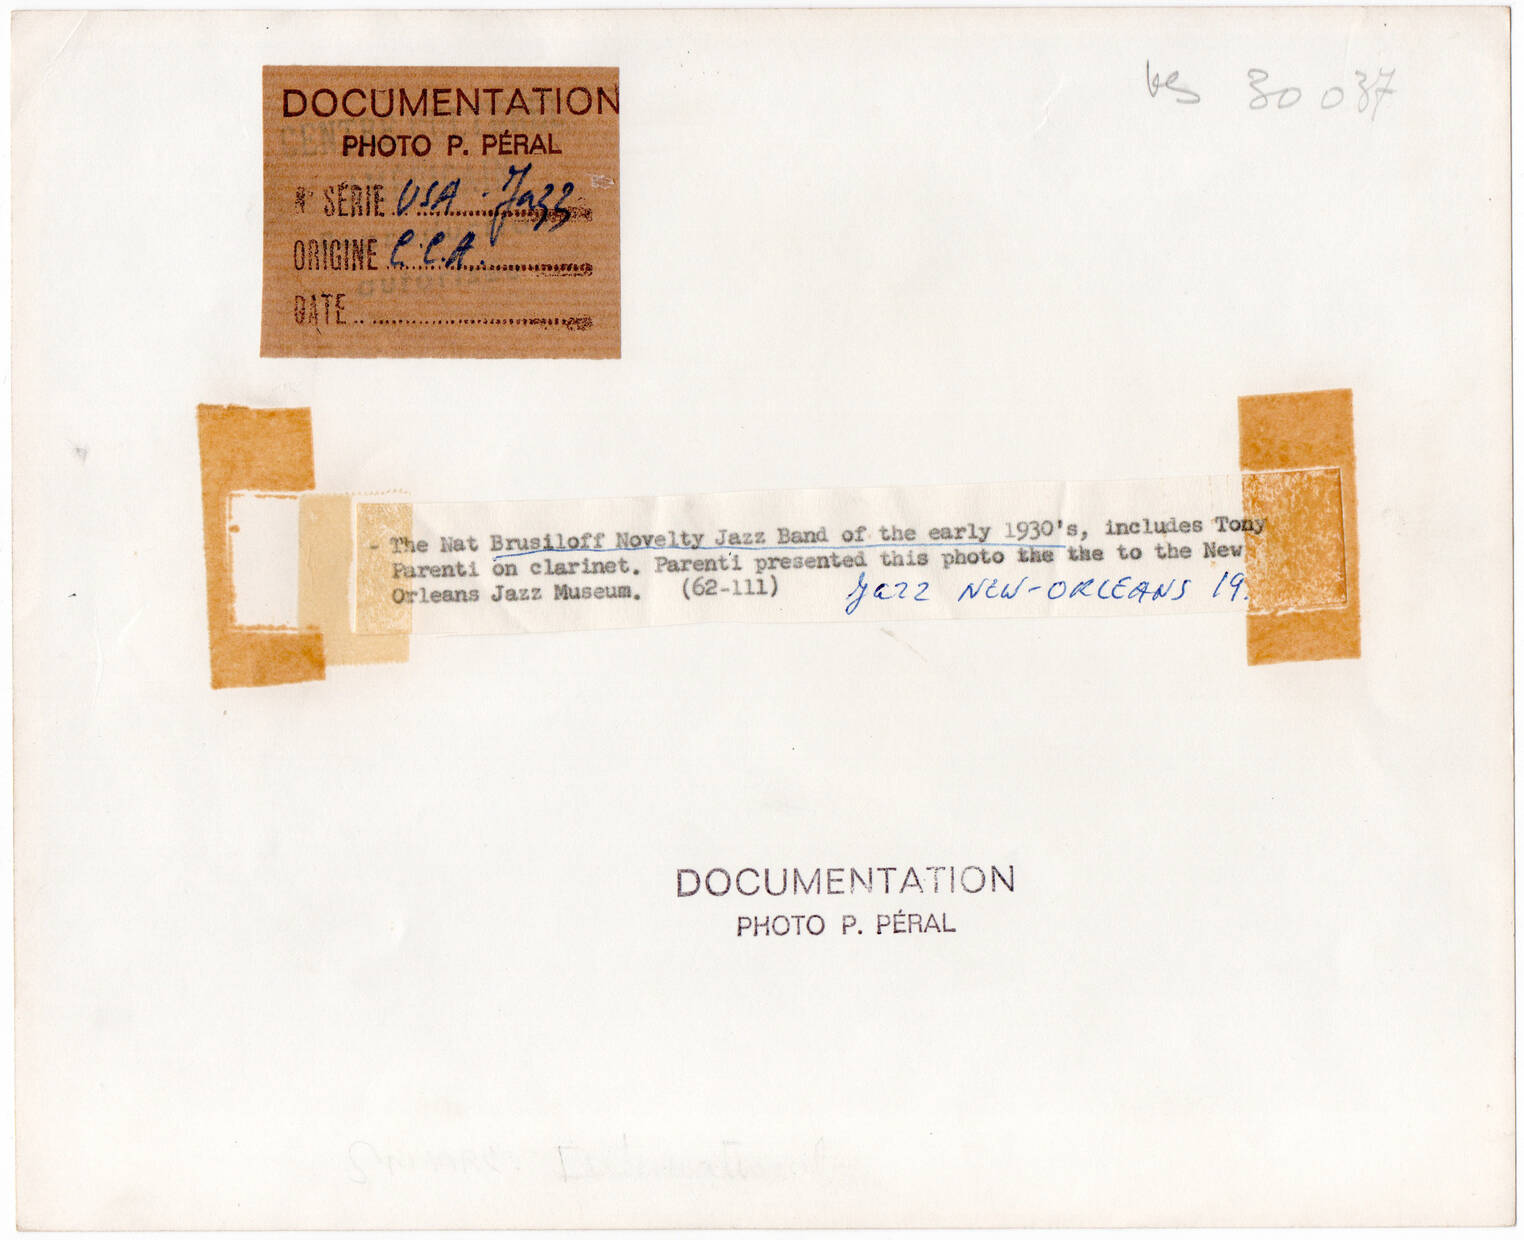 DOCUMENTATION
PHOTO P. PÉRAL
N° SÉRIE USA - Jazz
ORIGINE C.C.A.
DATE
30 037
- The Nat Brusiloff Novelty Jazz Band of the early 1930's, includes Tony
Parenti on clarinet. Parenti presented this photo the the to the New
Orleans Jazz Museum. (62-111) Jazz NEW-ORLEANS 19.
DOCUMENTATION
PHOTO P. PÉRAL